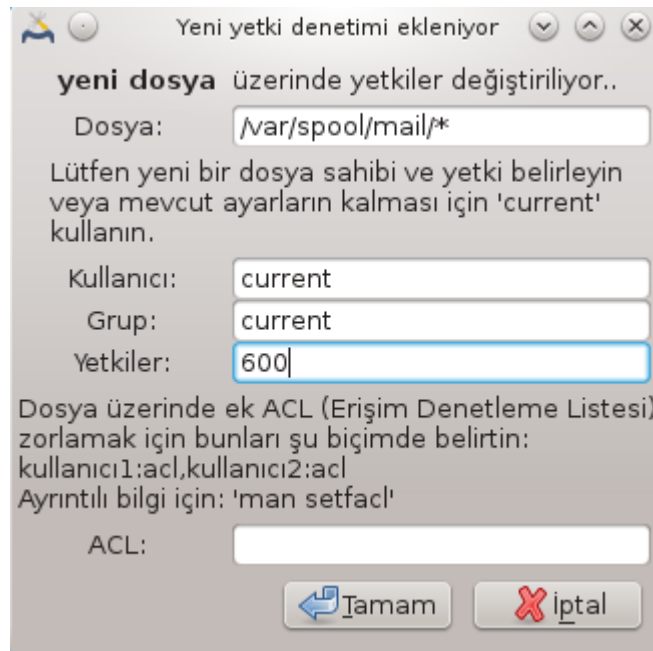 Yeni yetki denetimi ekleniyor
yeni dosya üzerinde yetkiler değiştiriliyor..
Dosya: /var/spool/mail/*
Lütfen yeni bir dosya sahibi ve yetki belirleyin
veya mevcut ayarların kalması için 'current'
kullanın.
Kullanıcı: current
Grup: current
Yetkiler: 600
Dosya üzerinde ek ACL (Erişim Denetleme Listesi)
zorlamak için bunları şu biçimde belirtin:
kullanıcı1:acl,kullanıcı2:acl
Ayrıntılı bilgi için: 'man setfacl'
ACL:
Tamam İptal